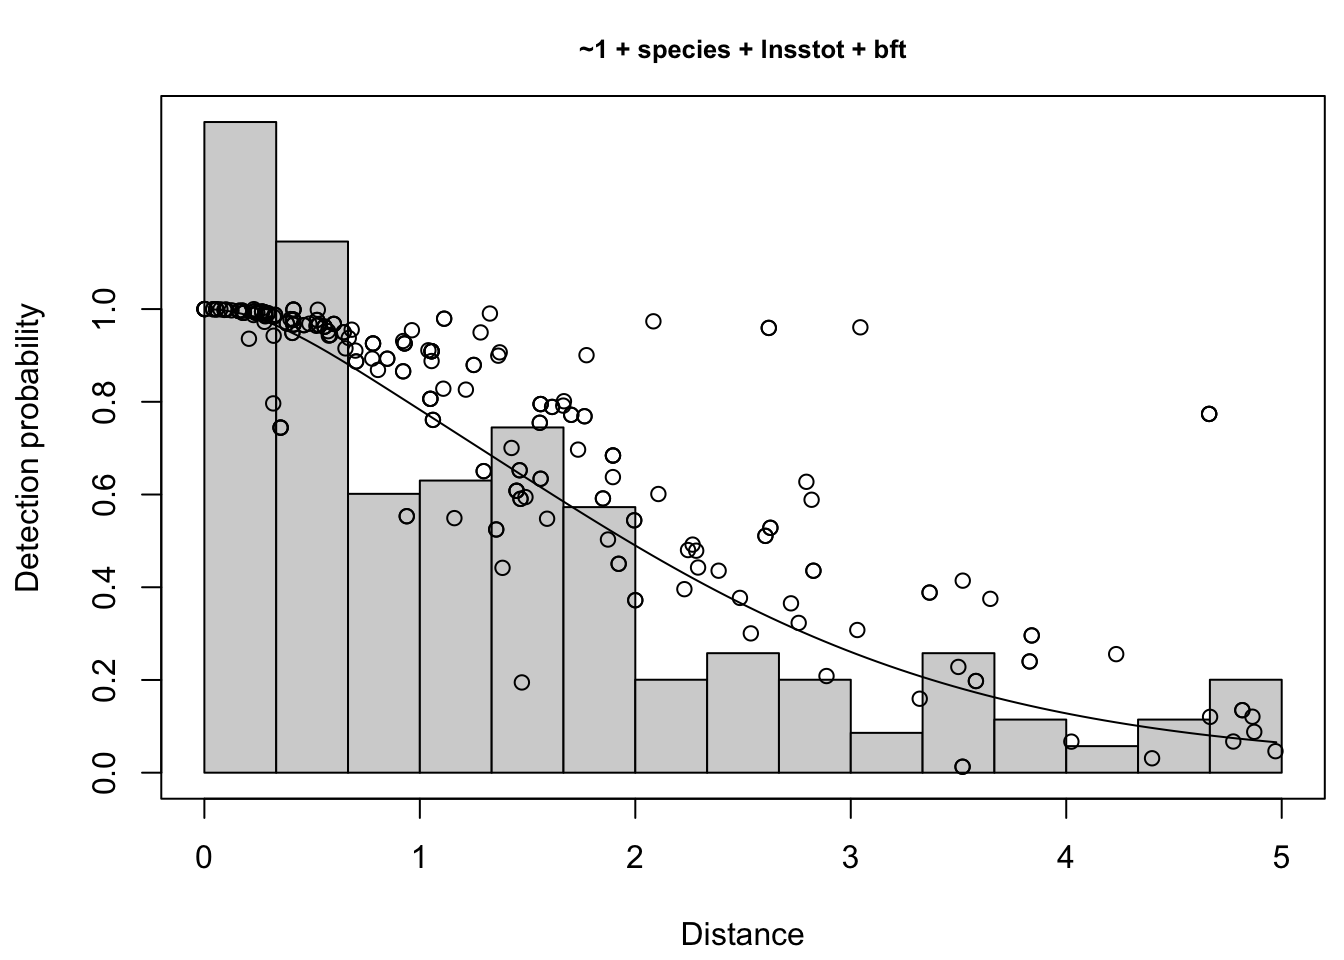 ~1 + species + lnsstot + bft
Detection probability
1.0
0.8
0.6
0.4
0.2
0.0
0 1 2 3 4 5
Distance